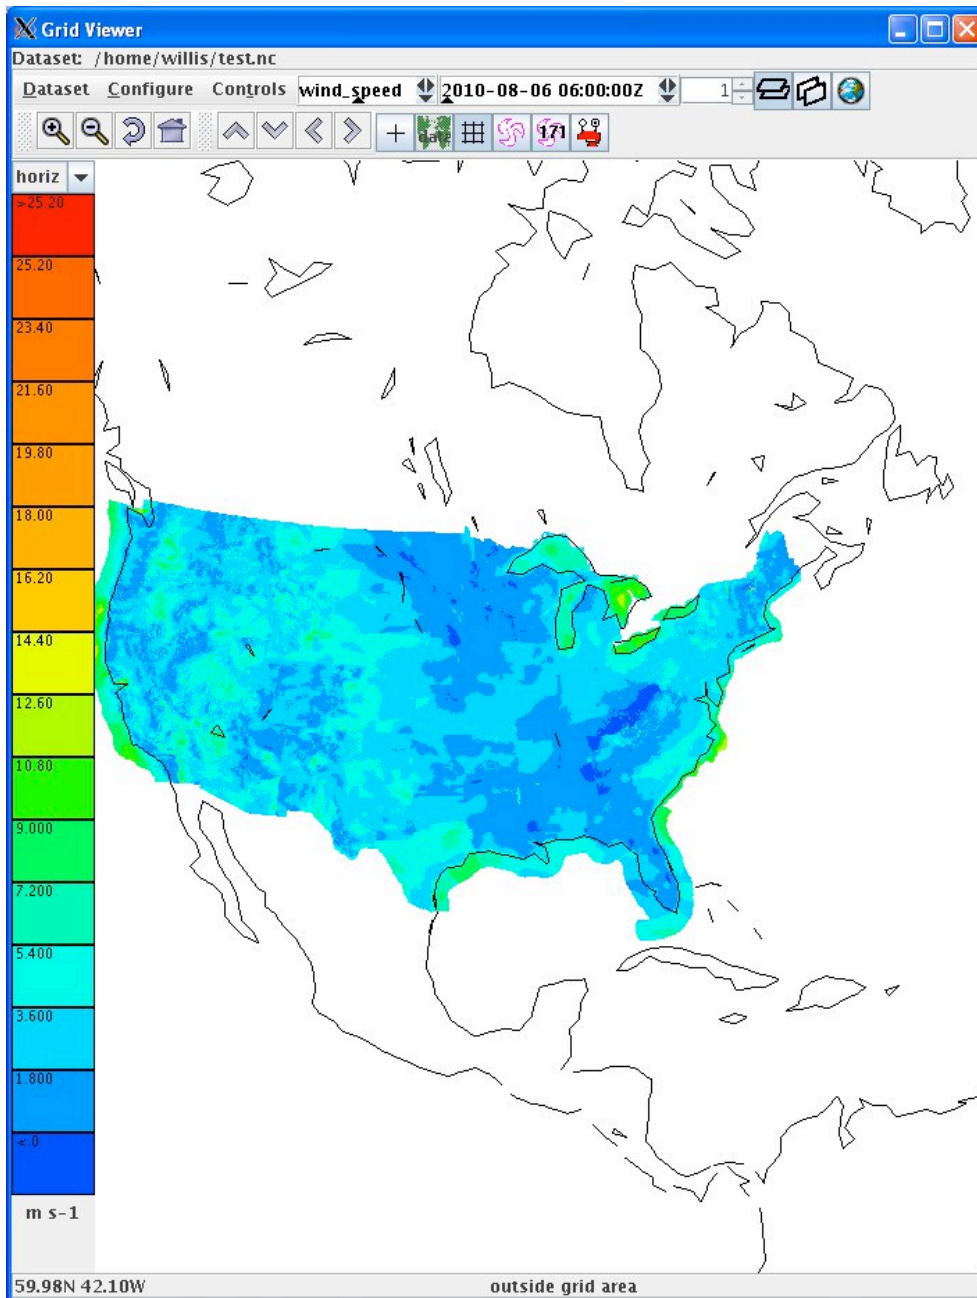 Grid Viewer
Dataset: /home/willis/test.nc
Dataset Configure Controls wind_speed 2010-08-06 06:00:00Z 1
data 171
horiz
>25.20
25.20
23.40
21.60
19.80
18.00
16.20
14.40
12.60
10.80
9.000
7.200
5.400
3.600
1.800
<.0
m s-1
59.98N 42.10W outside grid area